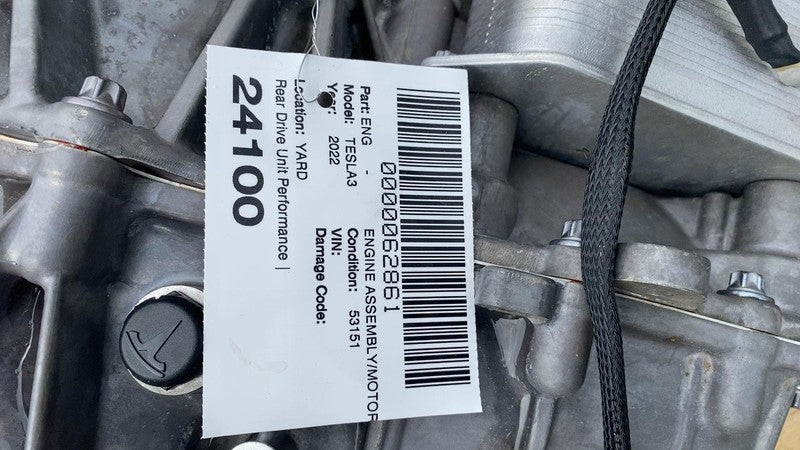 0000062861
Part: ENG - ENGINE ASSEMBLY/MOTOR
Model: TESLA3 Condition: 53151
Year: 2022 VIN:
Damage Code:
Location: YARD
Rear Drive Unit Performance |
24100